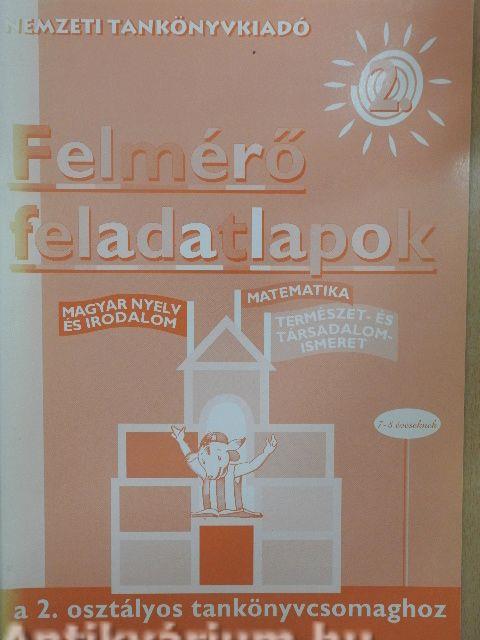 NEMZETI TANKÖNYVKIADÓ
2.
Felmérő
feladatlapok
MATEMATIKA
MAGYAR NYELV
ÉS IRODALOM
TERMÉSZET- ÉS
TÁRSADALOM-
ISMERET
7-8 éveseknek
a 2. osztályos tankönyvcsomaghoz
Antikvárium.hu